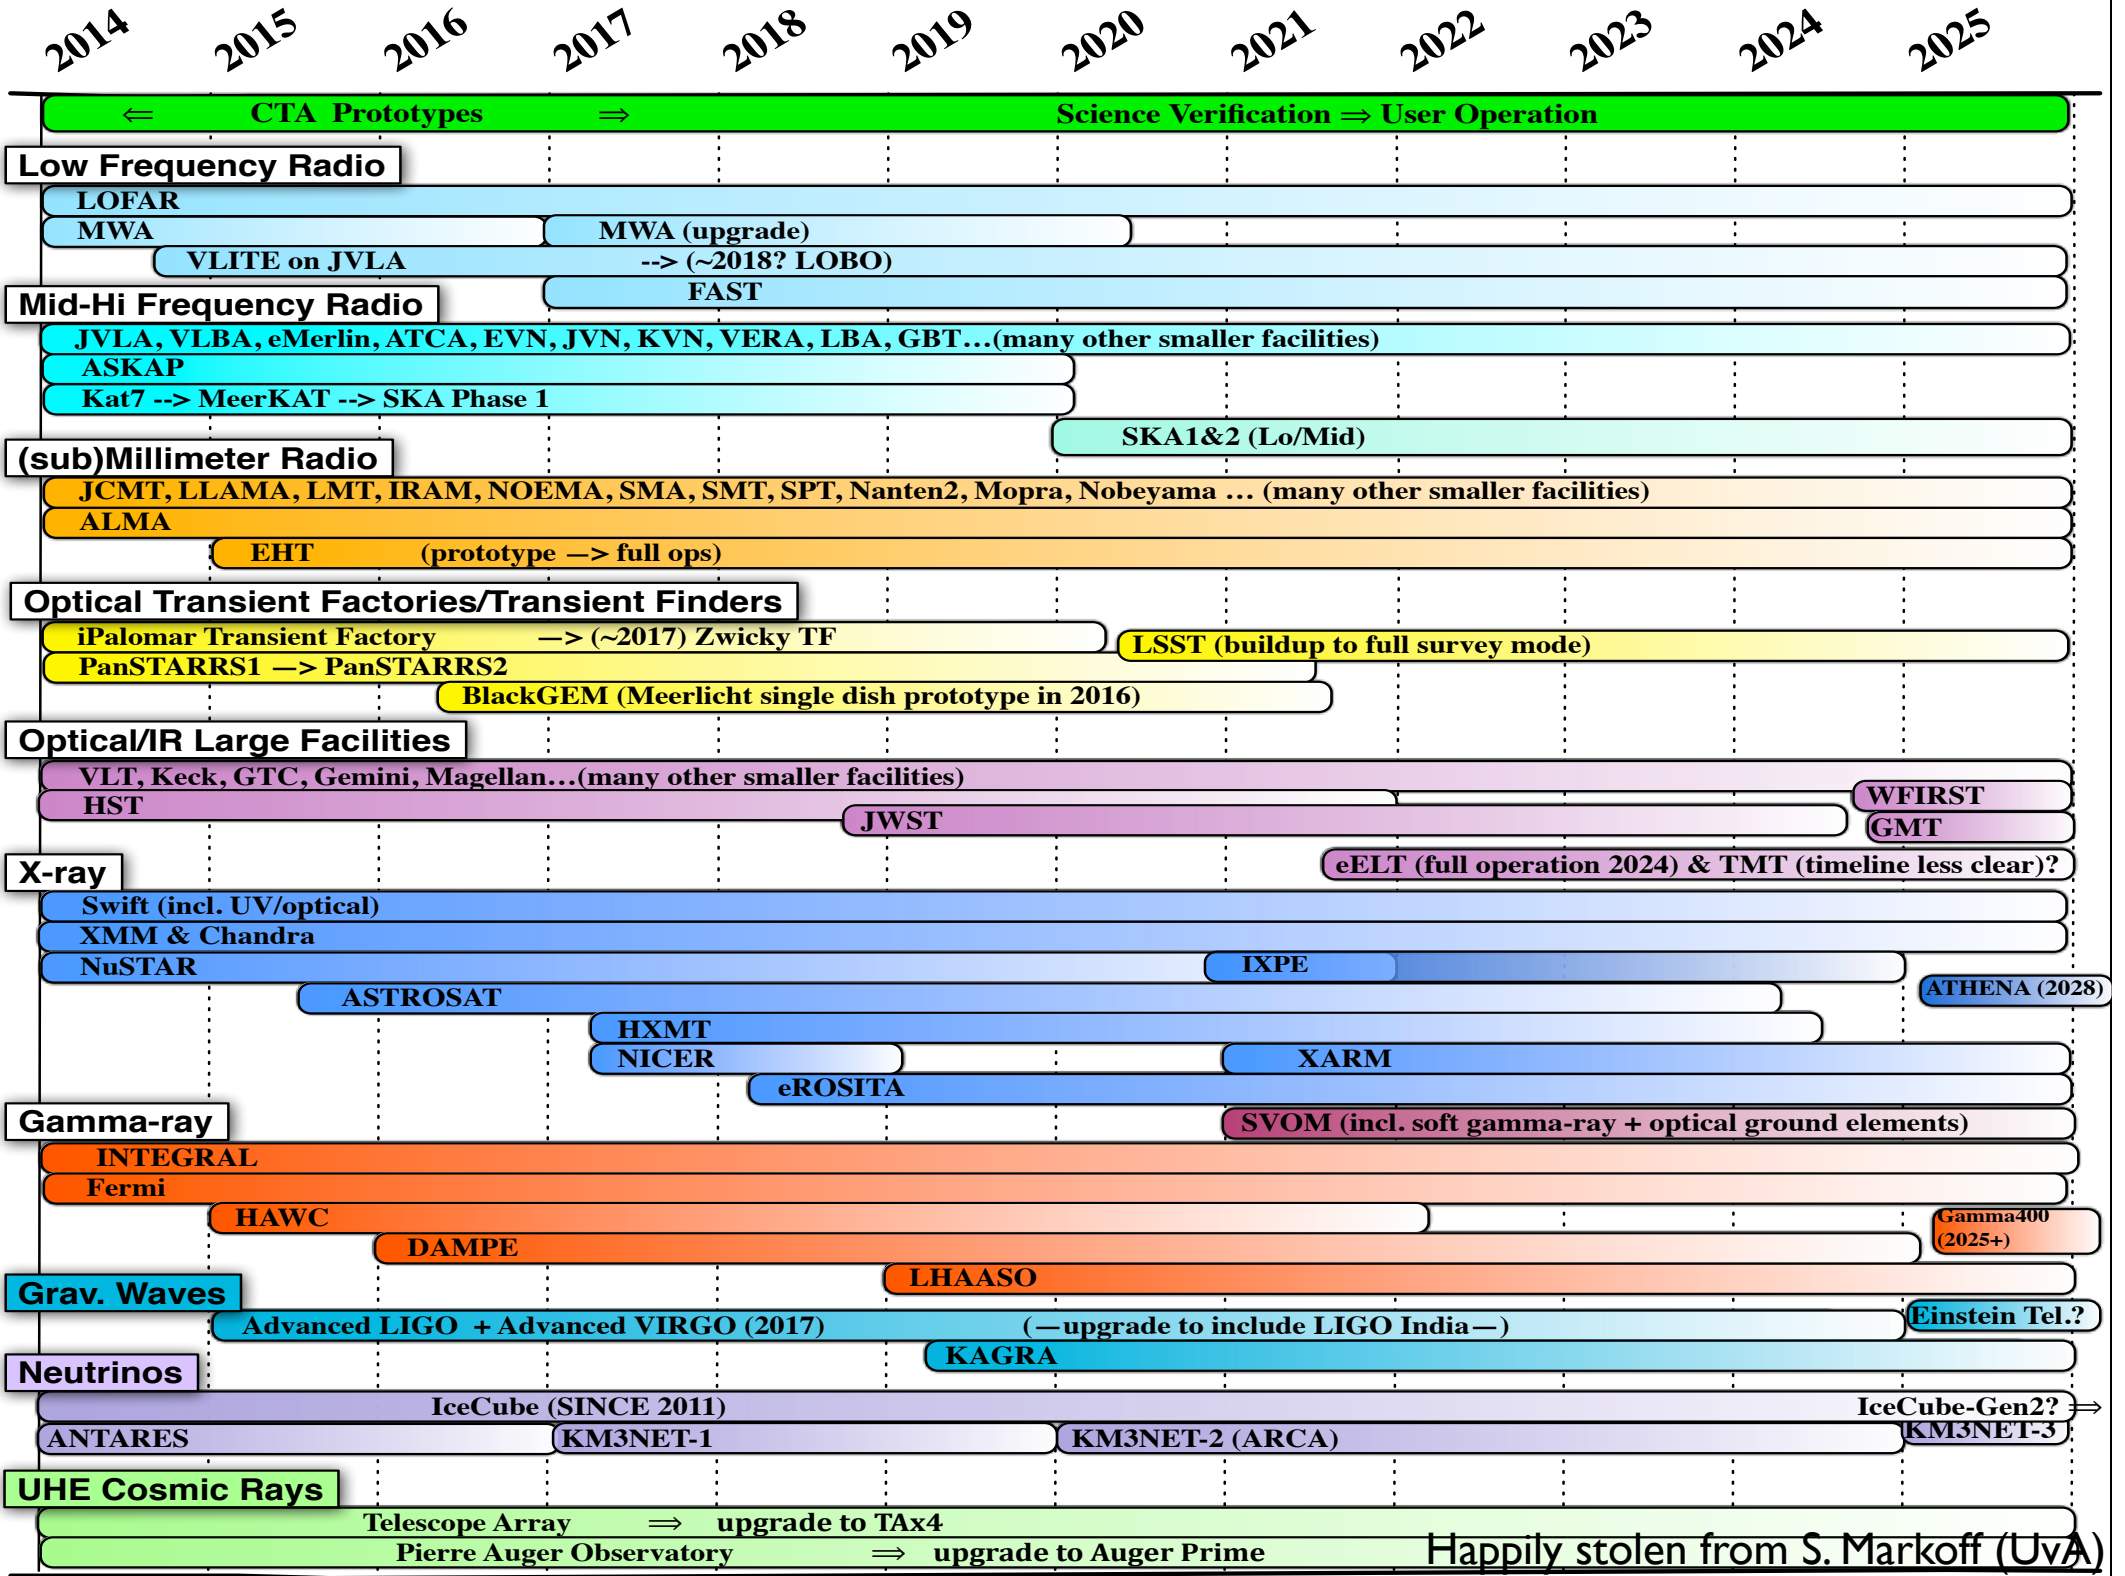 2014 2015 2016 2017 2018 2019 2020 2021 2022 2023 2024 2025
⇐ CTA Prototypes ⇒ Science Verification ⇒ User Operation
Low Frequency Radio
LOFAR
MWA MWA (upgrade)
VLITE on JVLA --> (~2018? LOBO)
FAST
Mid-Hi Frequency Radio
JVLA, VLBA, eMerlin, ATCA, EVN, JVN, KVN, VERA, LBA, GBT...(many other smaller facilities)
ASKAP
Kat7 --> MeerKAT --> SKA Phase 1
SKA1&2 (Lo/Mid)
(sub)Millimeter Radio
JCMT, LLAMA, LMT, IRAM, NOEMA, SMA, SMT, SPT, Nanten2, Mopra, Nobeyama ... (many other smaller facilities)
ALMA
EHT (prototype —> full ops)
Optical Transient Factories/Transient Finders
iPalomar Transient Factory —> (~2017) Zwicky TF
LSST (buildup to full survey mode)
PanSTARRS1 —> PanSTARRS2
BlackGEM (Meerlicht single dish prototype in 2016)
Optical/IR Large Facilities
VLT, Keck, GTC, Gemini, Magellan...(many other smaller facilities)
WFIRST
HST
JWST
GMT
eELT (full operation 2024) & TMT (timeline less clear)?
X-ray
Swift (incl. UV/optical)
XMM & Chandra
NuSTAR IXPE
ATHENA (2028)
ASTROSAT
HXMT
NICER XARM
eROSITA
Gamma-ray
SVOM (incl. soft gamma-ray + optical ground elements)
INTEGRAL
Fermi
HAWC
Gamma400
(2025+)
DAMPE
LHAASO
Grav. Waves
Advanced LIGO + Advanced VIRGO (2017) (—upgrade to include LIGO India—)
Einstein Tel.?
KAGRA
Neutrinos
IceCube (SINCE 2011) IceCube-Gen2? ⇒
ANTARES KM3NET-1 KM3NET-2 (ARCA) KM3NET-3
UHE Cosmic Rays
Telescope Array ⇒ upgrade to TAx4
Pierre Auger Observatory ⇒ upgrade to Auger Prime
Happily stolen from S. Markoff (UvA)